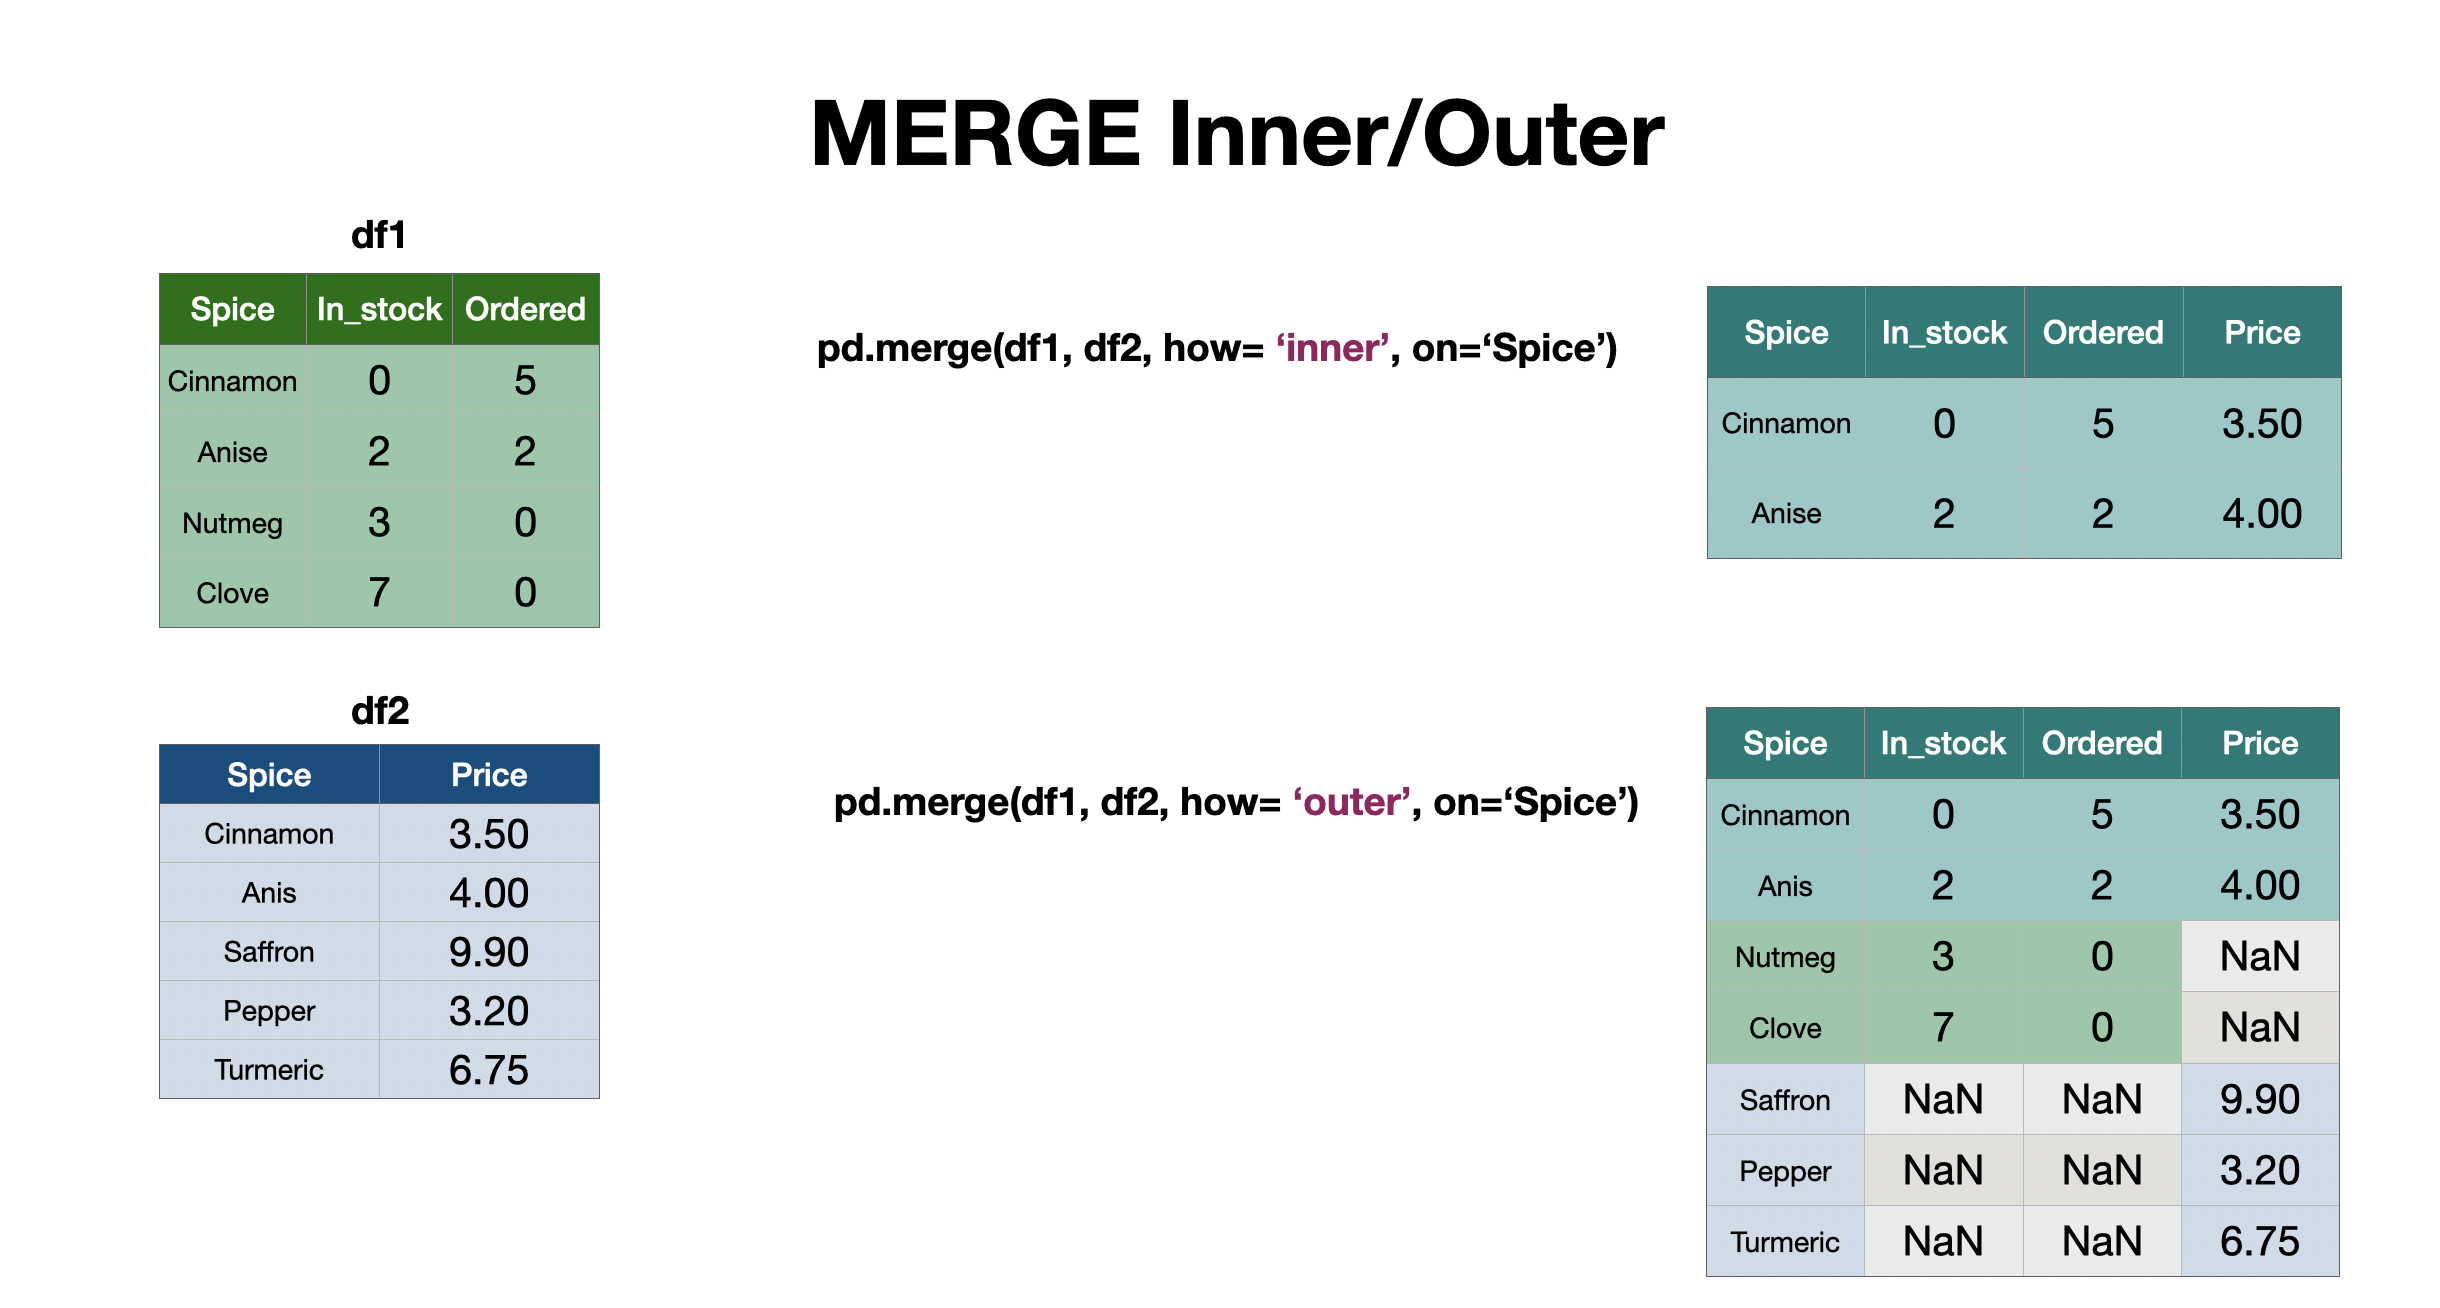 MERGE Inner/Outer
df1
Spice In_stock Ordered
Cinnamon 0 5
Anise 2 2
Nutmeg 3 0
Clove 7 0
pd.merge(df1, df2, how= ‘inner’, on=‘Spice’)
Spice In_stock Ordered Price
Cinnamon 0 5 3.50
Anise 2 2 4.00
df2
Spice Price
Cinnamon 3.50
Anis 4.00
Saffron 9.90
Pepper 3.20
Turmeric 6.75
pd.merge(df1, df2, how= ‘outer’, on=‘Spice’)
Spice In_stock Ordered Price
Cinnamon 0 5 3.50
Anis 2 2 4.00
Nutmeg 3 0 NaN
Clove 7 0 NaN
Saffron NaN NaN 9.90
Pepper NaN NaN 3.20
Turmeric NaN NaN 6.75